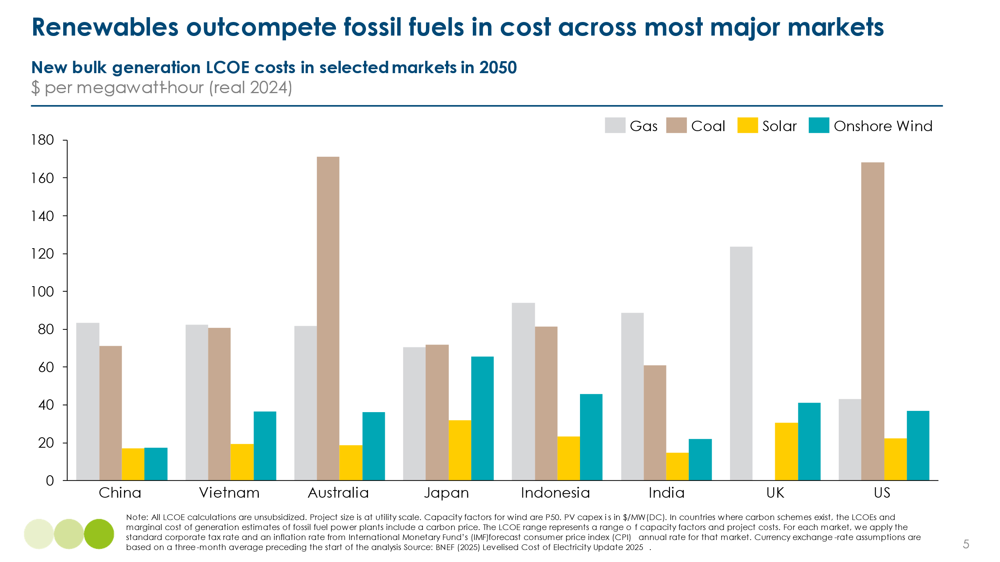 Renewables outcompete fossil fuels in cost across most major markets
New bulk generation LCOE costs in selected markets in 2050
$ per megawatt-hour (real 2024)
Gas Coal Solar Onshore Wind
180
160
140
120
100
80
60
40
20
0
China Vietnam Australia Japan Indonesia India UK US
Note: All LCOE calculations are unsubsidized. Project size is at utility scale. Capacity factors for wind are P50. PV capex is in $/MW(DC). In countries where carbon schemes exist, the LCOEs and
marginal cost of generation estimates of fossil fuel power plants include a carbon price. The LCOE range represents a range o f capacity factors and project costs. For each market, we apply the
standard corporate tax rate and an inflation rate from International Monetary Fund’s (IMF)forecast consumer price index (CPI) annual rate for that market. Currency exchange -rate assumptions are
based on a three-month average preceding the start of the analysis Source: BNEF (2025) Levelised Cost of Electricity Update 2025 .
5